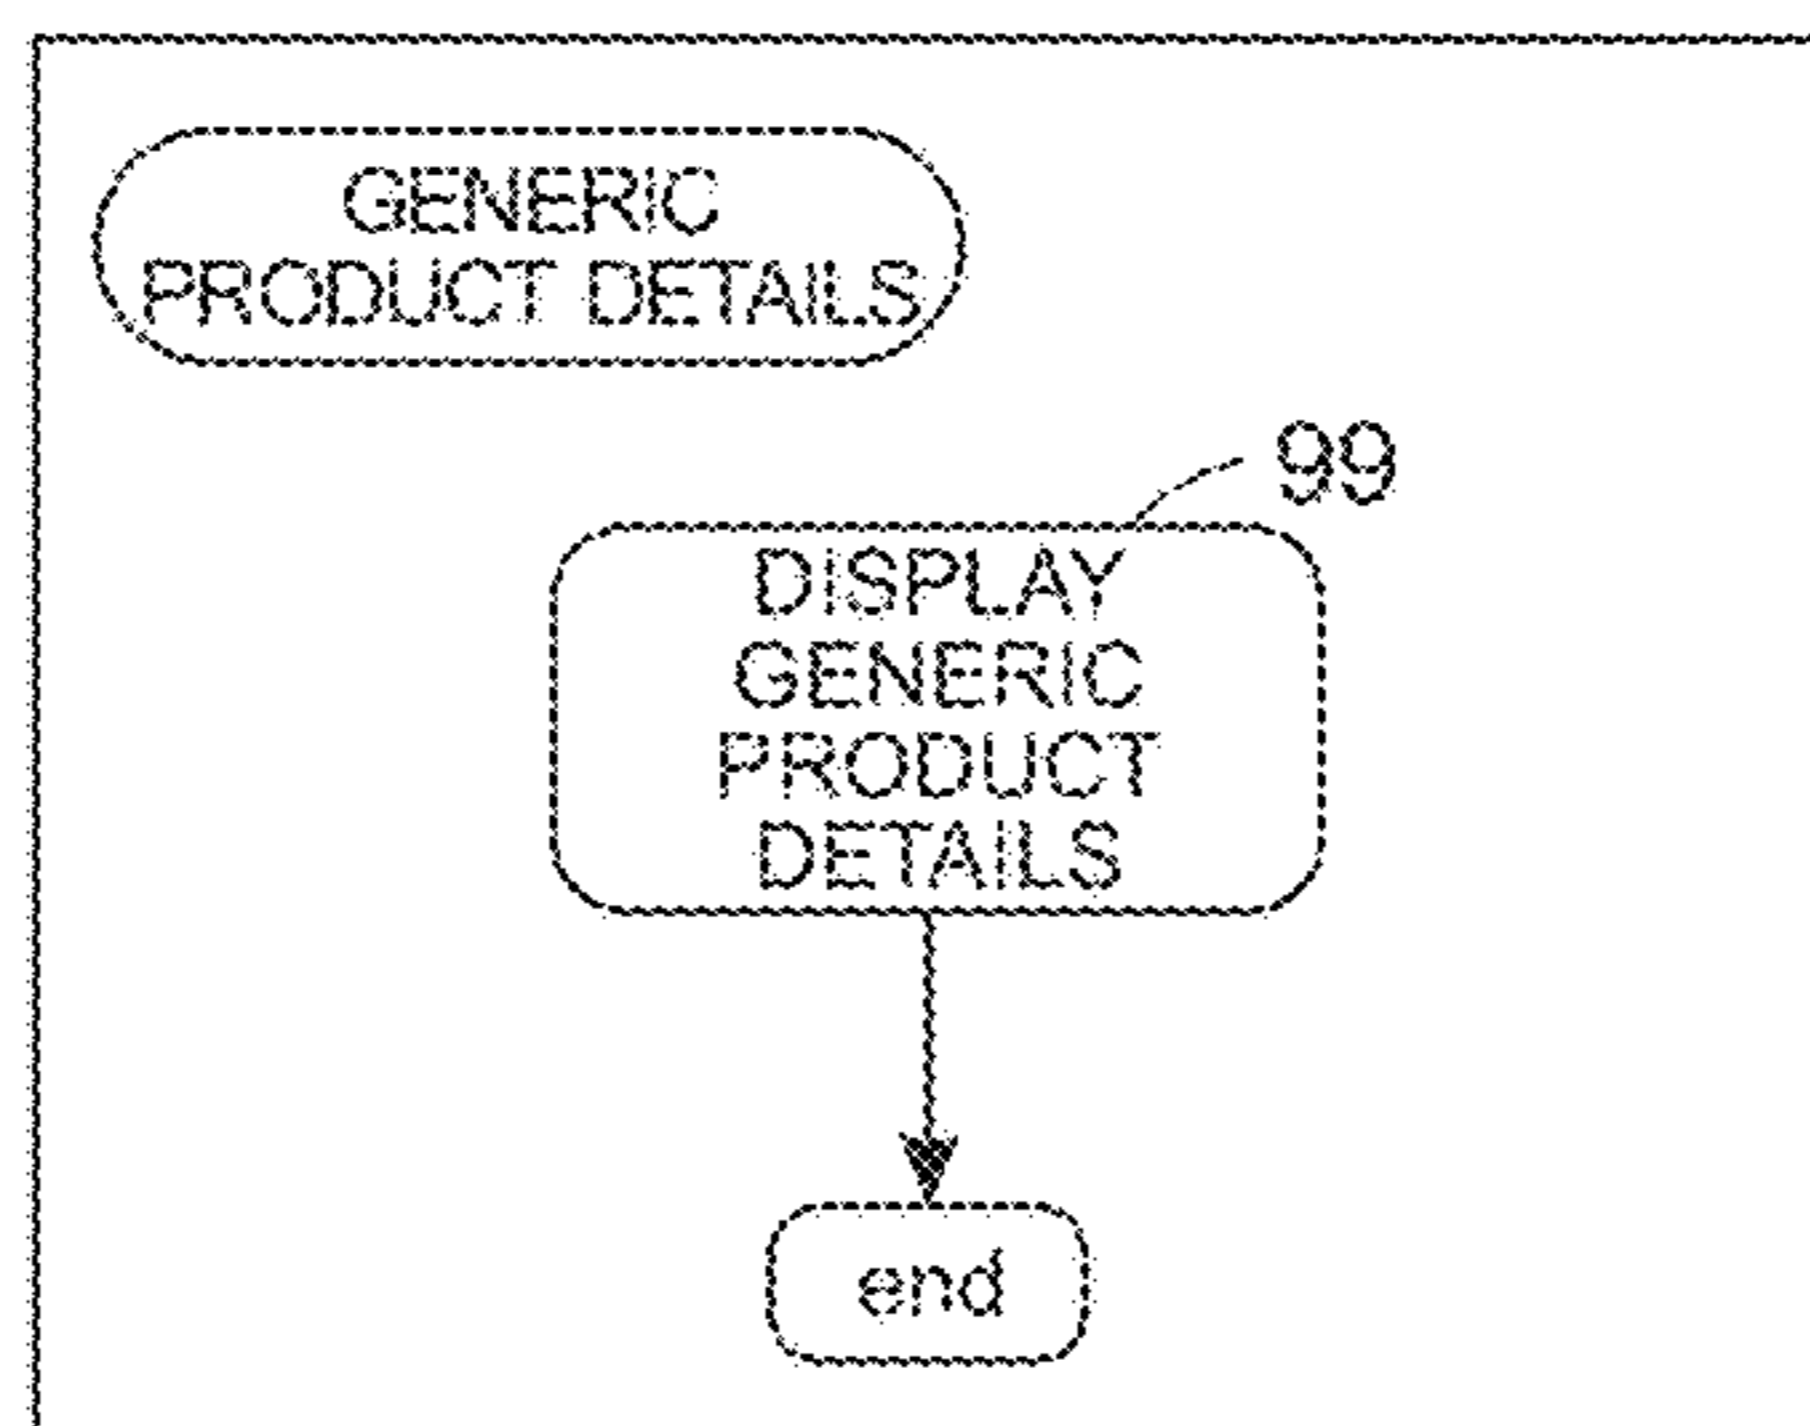 GENERIC
PRODUCT DETAILS
99
DISPLAY
GENERIC
PRODUCT
DETAILS
end